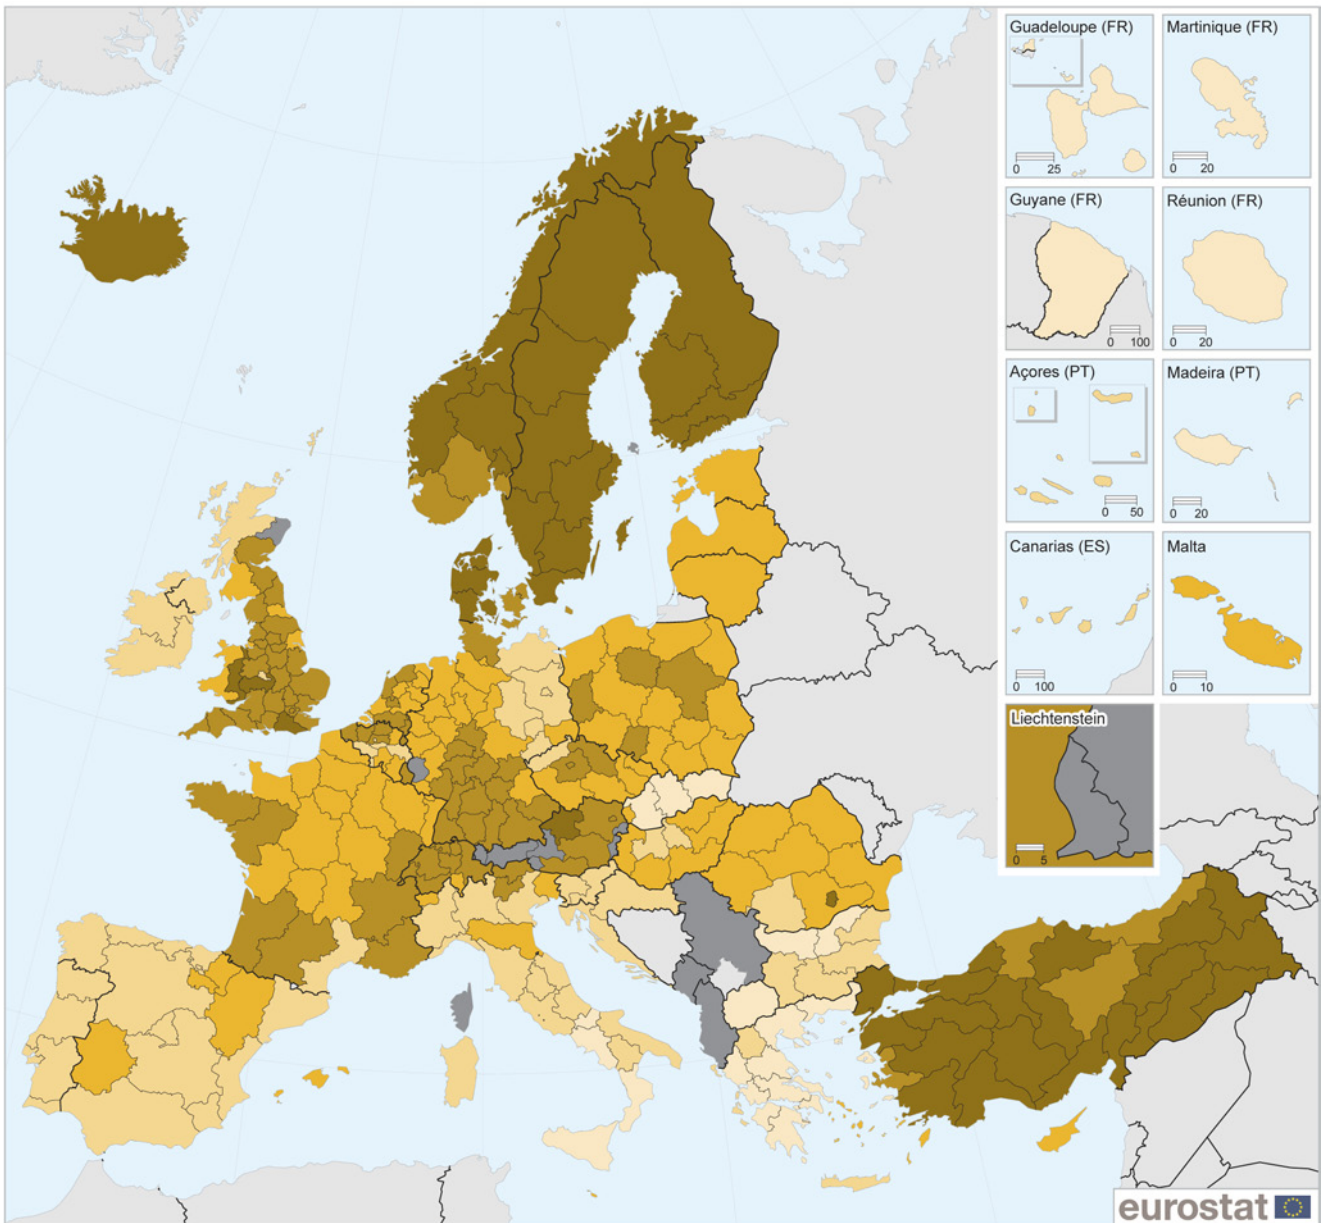 Guadeloupe (FR)
0 25
Martinique (FR)
0 20
Guyane (FR)
0 100
Réunion (FR)
0 20
Açores (PT)
0 50
Madeira (PT)
0 20
Canarias (ES)
0 100
Malta
0 10
Liechtenstein
0 5
eurostat